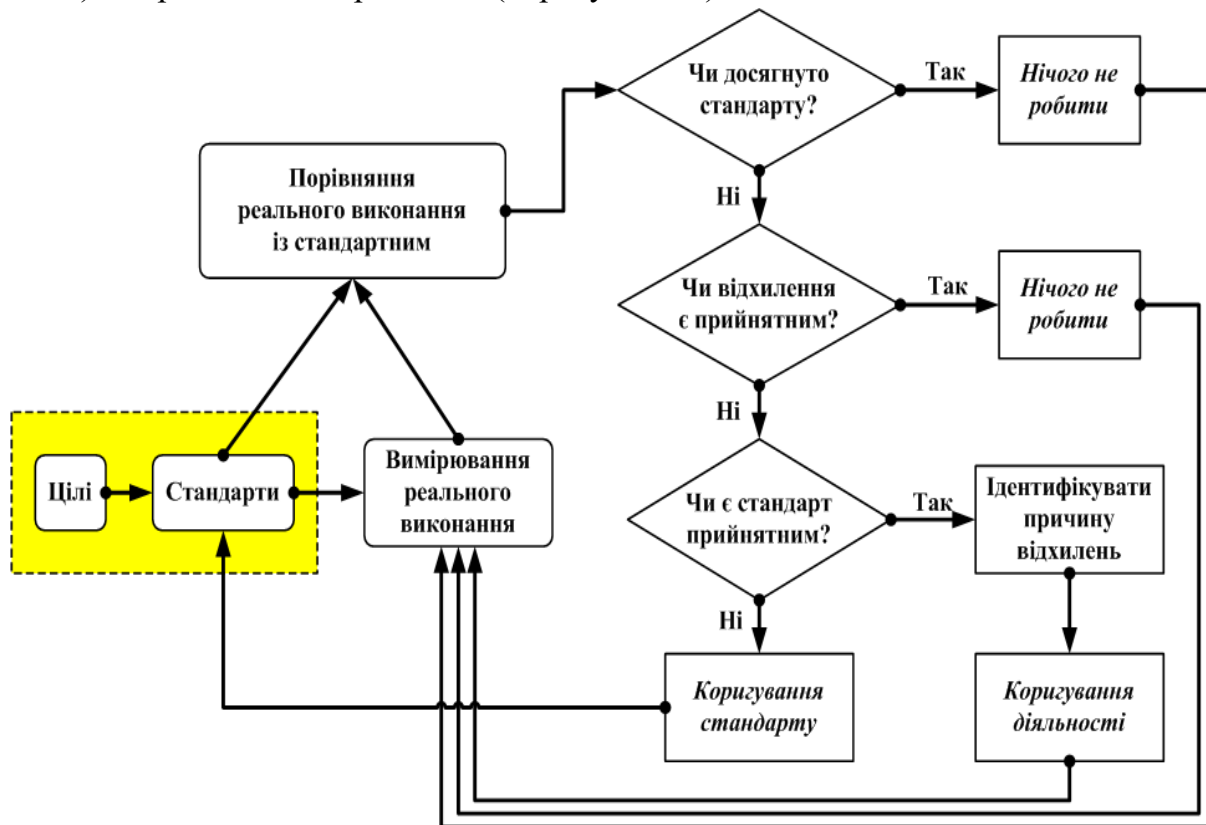 Чи досягнуто
стандарту?
Так
Нічого не
робити
Порівняння
реального виконання
із стандартним
Ні
Чи відхилення
є прийнятним?
Так
Нічого не
робити
Ні
Цілі
Стандарти
Вимірювання
реального
виконання
Чи є стандарт
прийнятним?
Так
Ідентифікувати
причину
відхилень
Ні
Коригування
стандарту
Коригування
діяльності